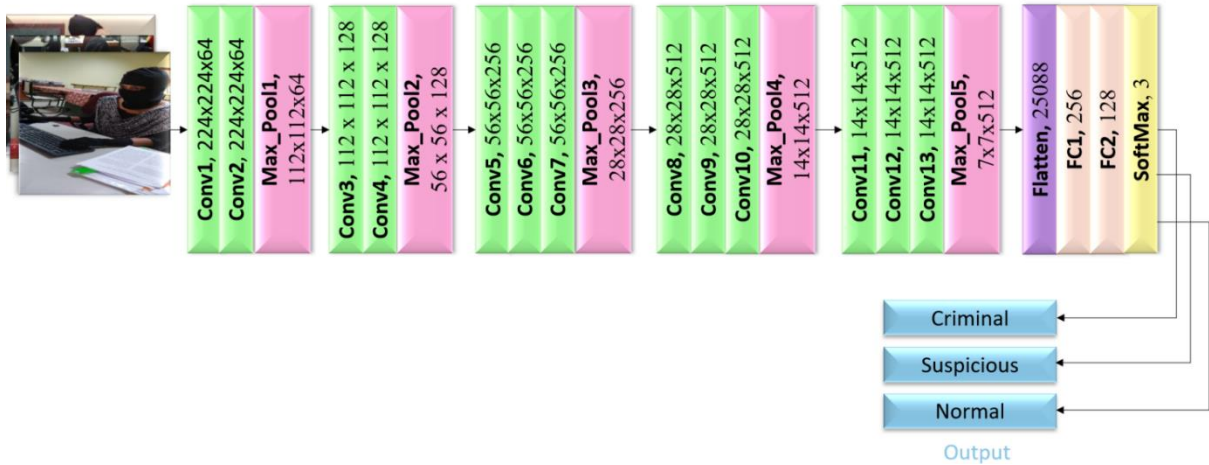 Conv1, 224x224x64
Conv2, 224x224x64
Max_Pool1,
112x112x64
Conv3, 112 x 112 x 128
Conv4, 112 x 112 x 128
Max_Pool2,
56 x 56 x 128
Conv5, 56x56x256
Conv6, 56x56x256
Conv7, 56x56x256
Max_Pool3,
28x28x256
Conv8, 28x28x512
Conv9, 28x28x512
Conv10, 28x28x512
Max_Pool4,
14x14x512
Conv11, 14x14x512
Conv12, 14x14x512
Conv13, 14x14x512
Max_Pool5,
7x7x512
Flatten, 25088
FC1, 256
FC2, 128
SoftMax, 3
Criminal
Suspicious
Normal
Output